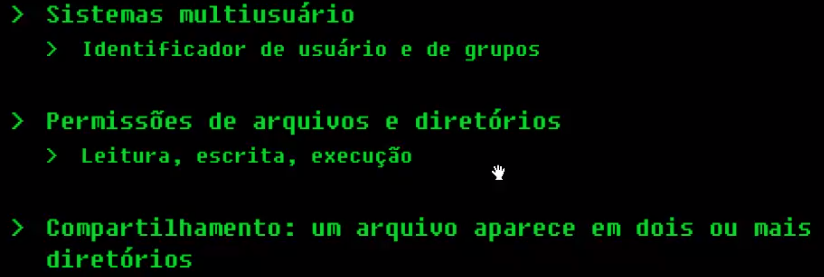 > Sistemas multiusuário
> Identificador de usuário e de grupos
> Permissões de arquivos e diretórios
> Leitura, escrita, execução
> Compartilhamento: um arquivo aparece em dois ou mais
diretórios